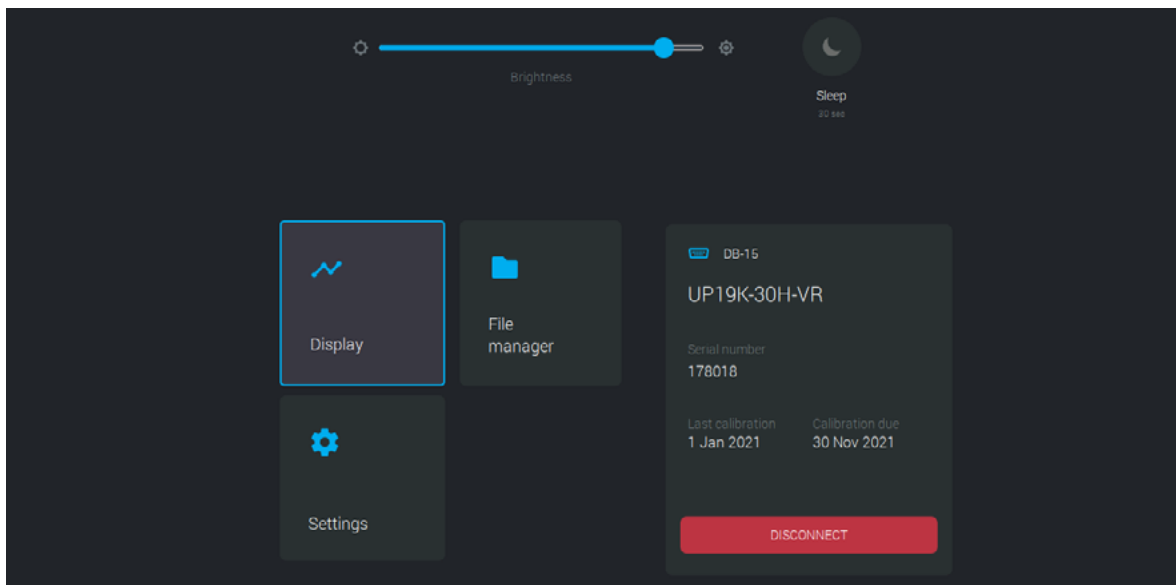 Brightness
Sleep
30 sec
Display
File
manager
Settings
DB-15
UP19K-30H-VR
Serial number
178018
Last calibration Calibration due
1 Jan 2021 30 Nov 2021
DISCONNECT